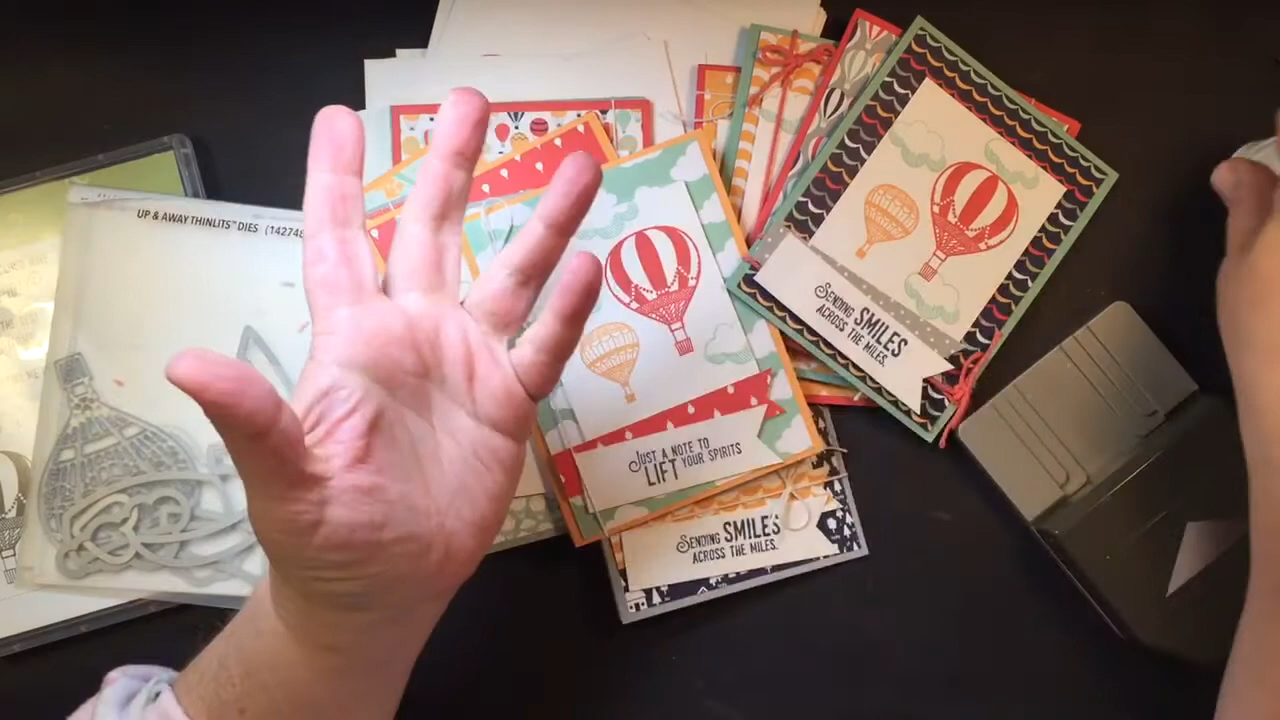 UP & AWAY THINLITS™ DIES (142748
SENDING SMILES
ACROSS THE MILES.
JUST A NOTE TO
LIFT YOUR SPIRITS
SENDING SMILES
ACROSS THE MILES.